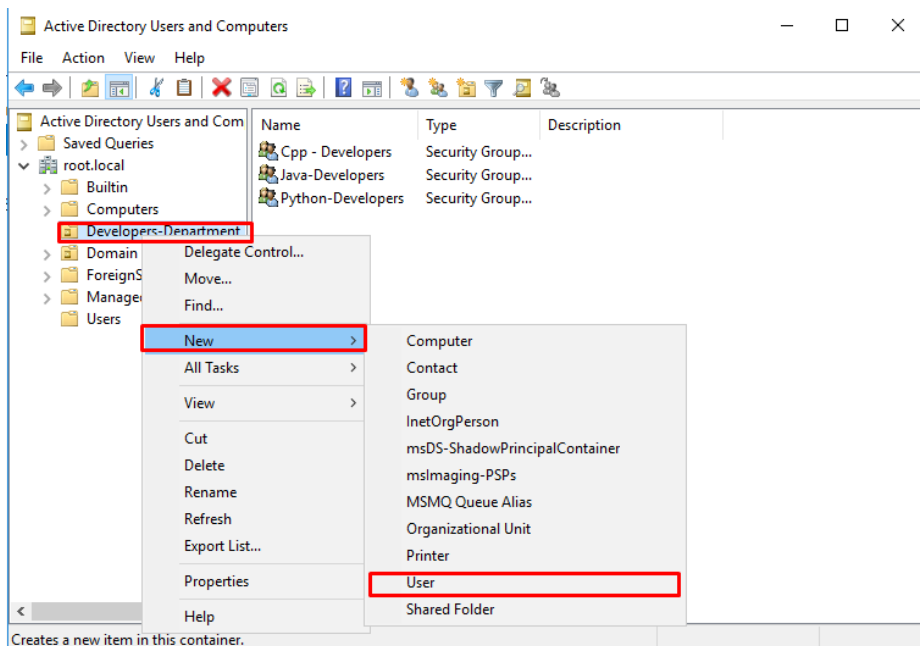 Active Directory Users and Computers
File Action View Help
Active Directory Users and Com
Saved Queries
root.local
Builtin
Computers
Developers-Department
Domain
ForeignS
Manage
Users
Name Type Description
Cpp - Developers Security Group...
Java-Developers Security Group...
Python-Developers Security Group...
Delegate Control...
Move...
Find...
New
All Tasks
View
Cut
Delete
Rename
Refresh
Export List...
Properties
Help
Computer
Contact
Group
InetOrgPerson
msDS-ShadowPrincipalContainer
msImaging-PSPs
MSMQ Queue Alias
Organizational Unit
Printer
User
Shared Folder
Creates a new item in this container.